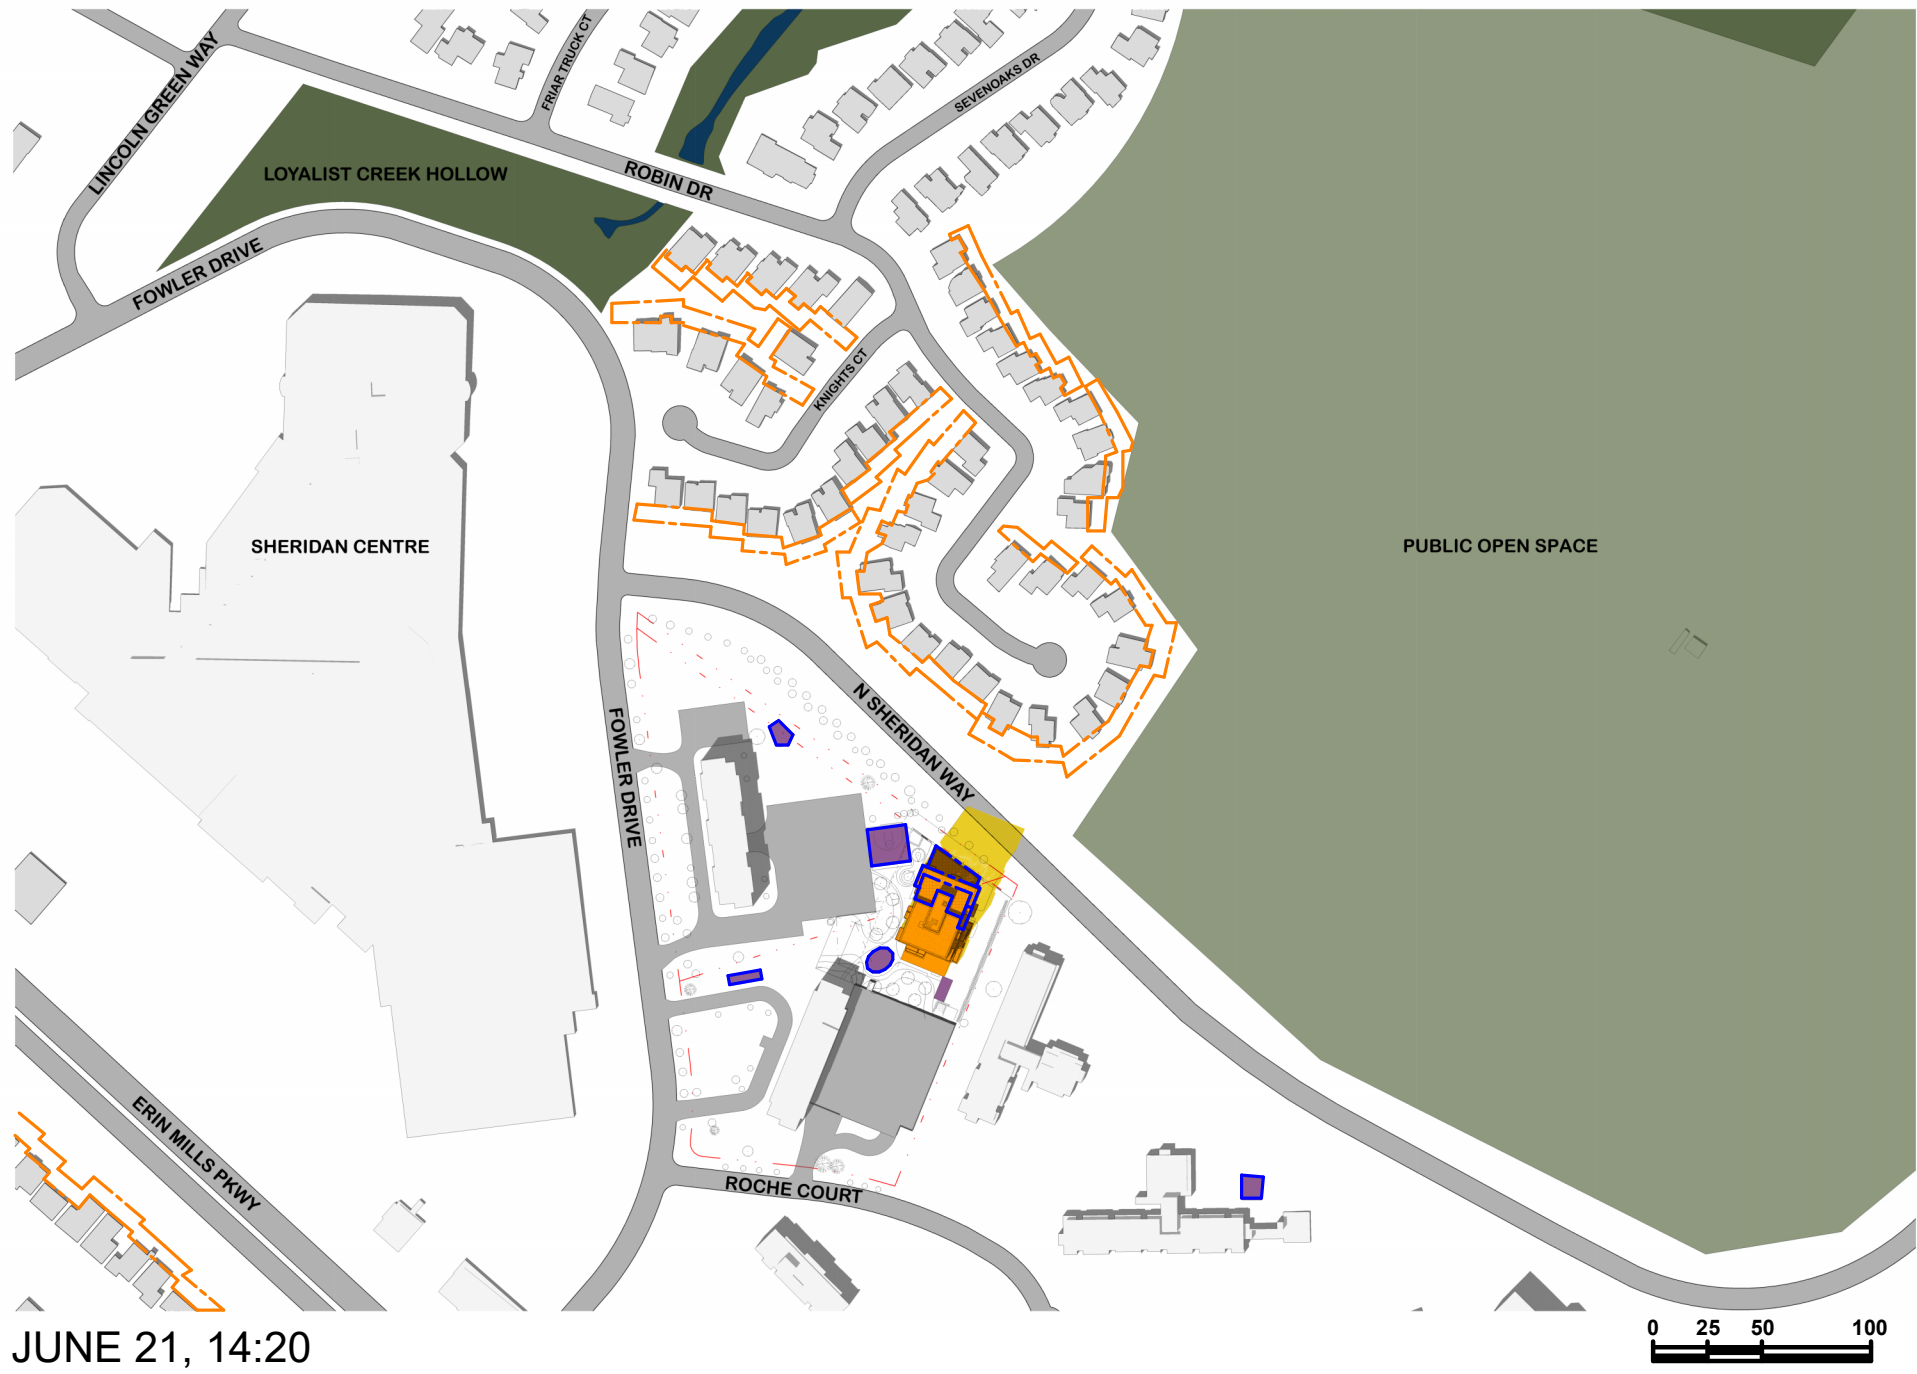 FRIAR TRUCK CT
SEVENOAKS DR
LINCOLN GREEN WAY
LOYALIST CREEK HOLLOW
ROBIN DR
FOWLER DRIVE
KNIGHTS CT
SHERIDAN CENTRE
PUBLIC OPEN SPACE
N SHERIDAN WAY
FOWLER DRIVE
ERIN MILLS PKWY
ROCHE COURT
JUNE 21, 14:20
0 25 50 100